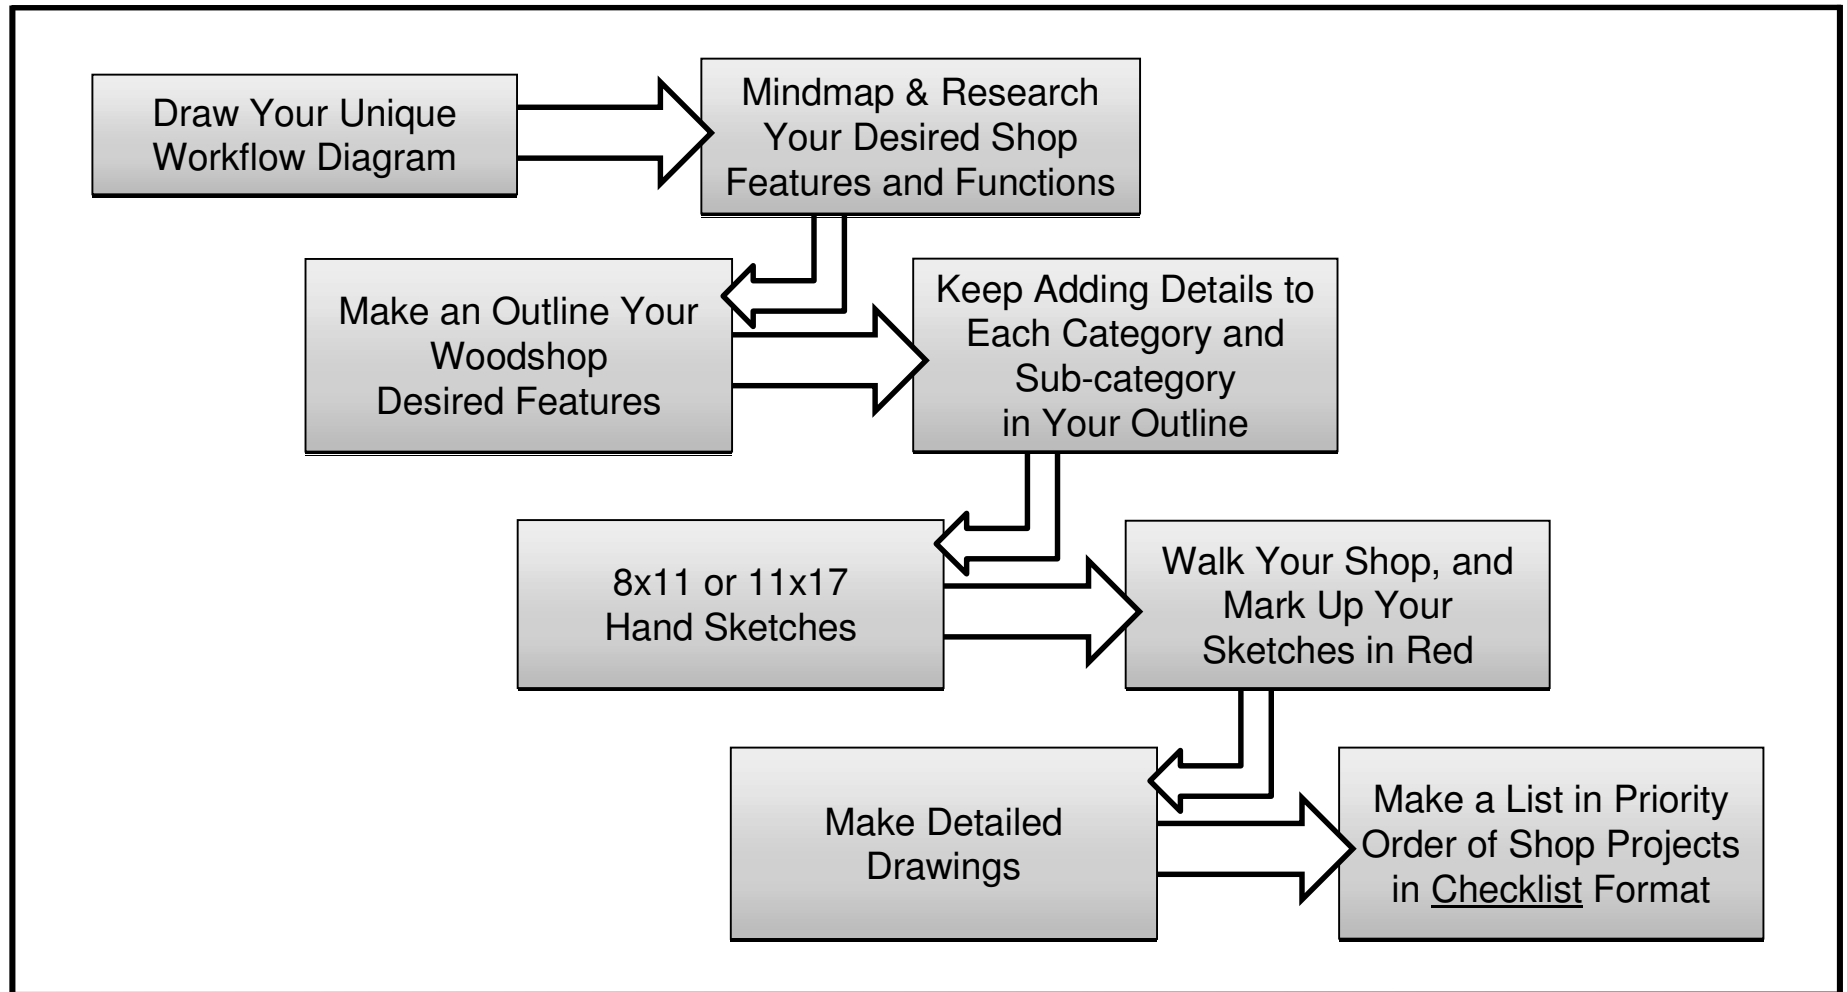 Draw Your Unique
Workflow Diagram
Mindmap & Research
Your Desired Shop
Features and Functions
Make an Outline Your
Woodshop
Desired Features
Keep Adding Details to
Each Category and
Sub-category
in Your Outline
8x11 or 11x17
Hand Sketches
Walk Your Shop, and
Mark Up Your
Sketches in Red
Make Detailed
Drawings
Make a List in Priority
Order of Shop Projects
in Checklist Format